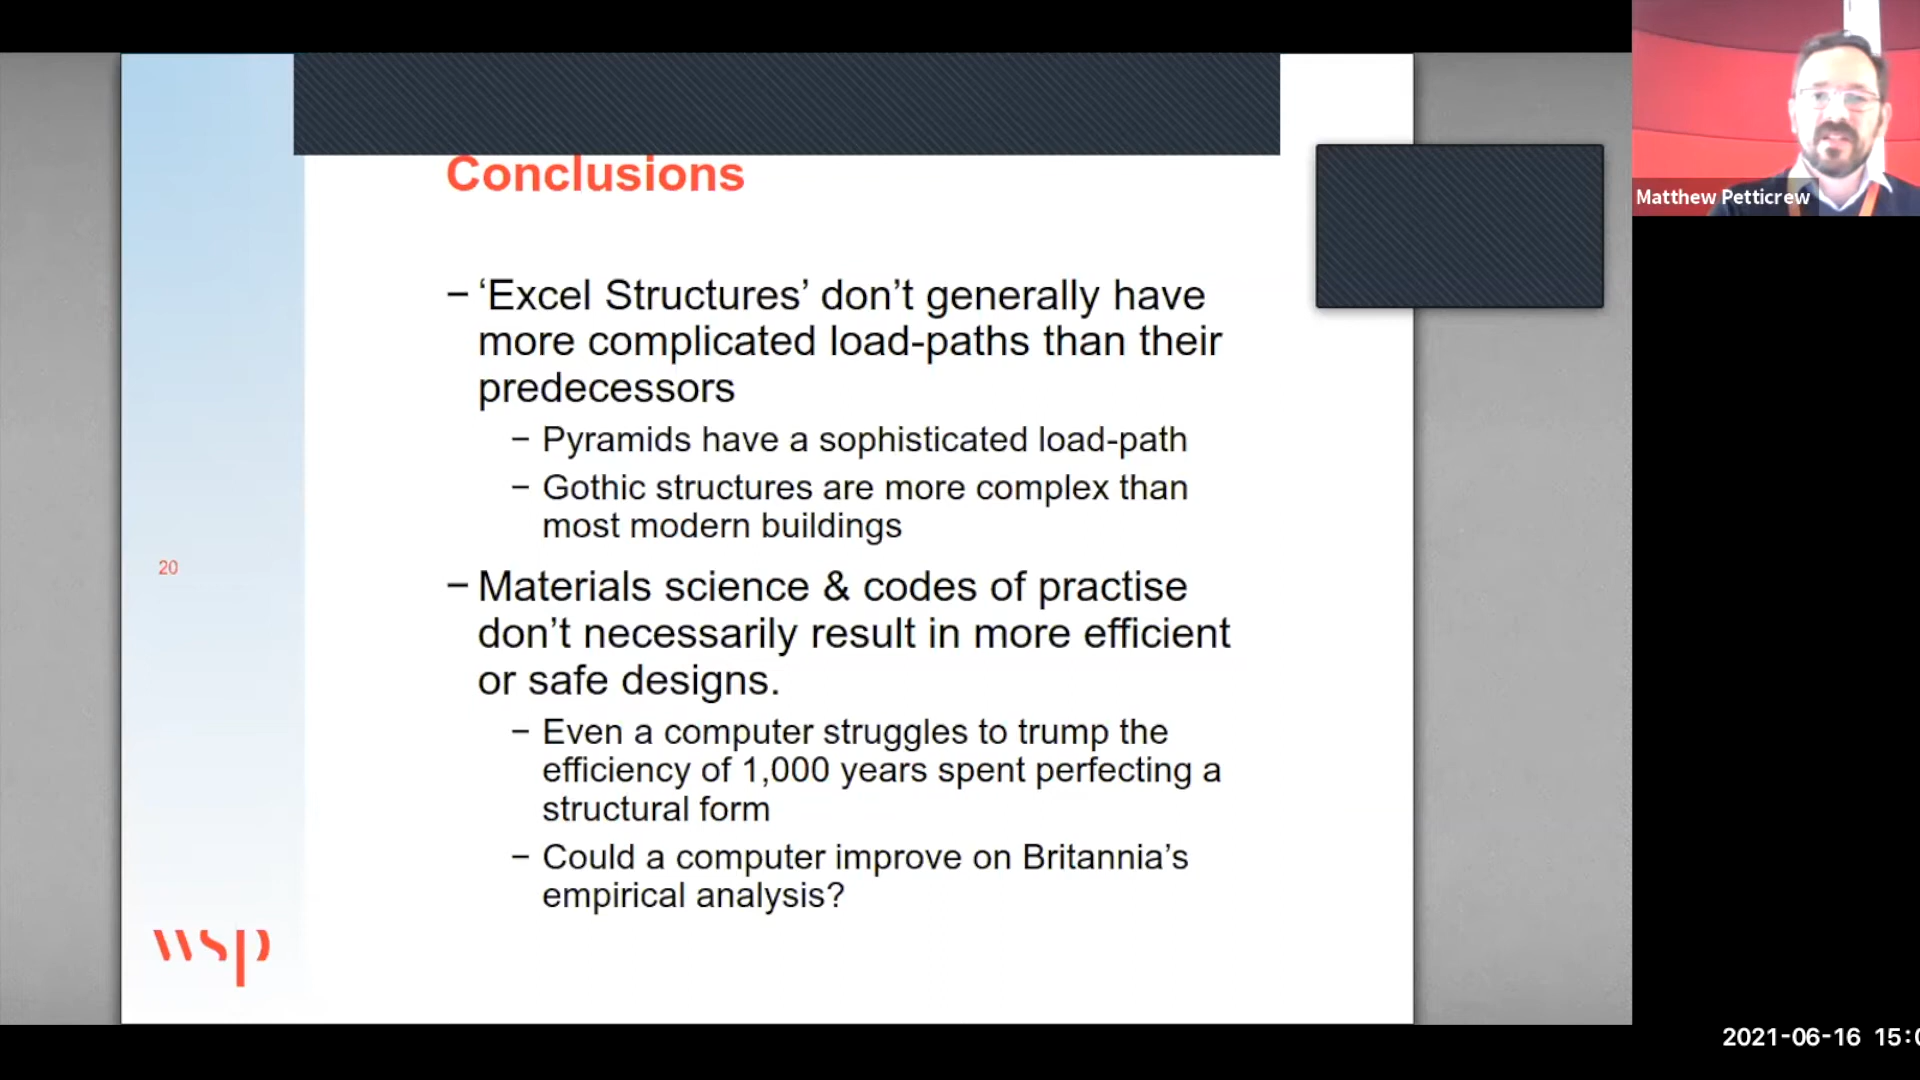 Conclusions
– ‘Excel Structures’ don’t generally have
more complicated load-paths than their
predecessors
– Pyramids have a sophisticated load-path
– Gothic structures are more complex than
most modern buildings
– Materials science & codes of practise
don’t necessarily result in more efficient
or safe designs.
– Even a computer struggles to trump the
efficiency of 1,000 years spent perfecting a
structural form
– Could a computer improve on Britannia’s
empirical analysis?
20
wsp
Matthew Petticrew
2021-06-16 15:0